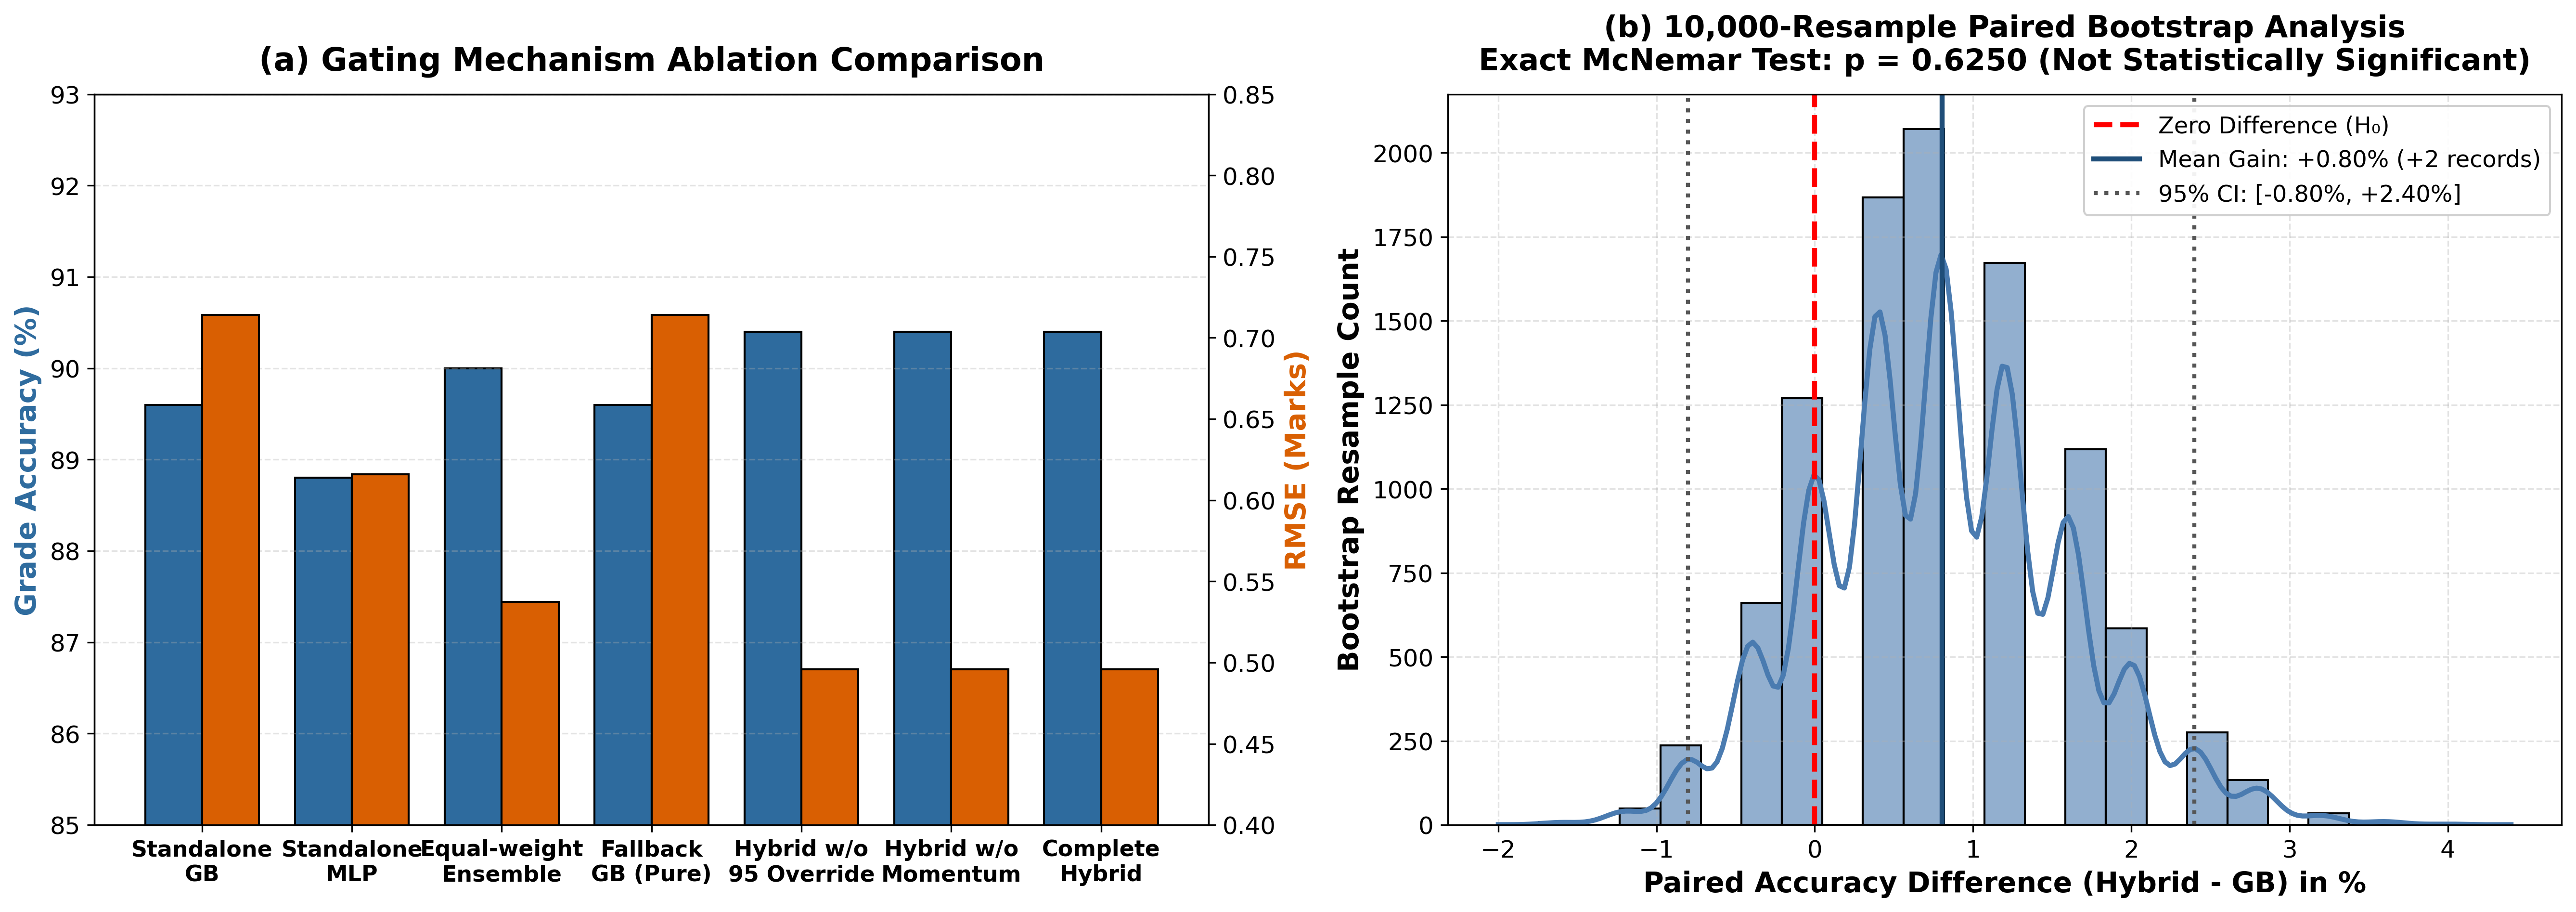 (a) Gating Mechanism Ablation Comparison
93
92
91
90
89
88
87
86
85
Grade Accuracy (%)
0.85
0.80
0.75
0.70
0.65
0.60
0.55
0.50
0.45
0.40
RMSE (Marks)
Standalone
GB
Standalone
MLP
Equal-weight
Ensemble
Fallback
GB (Pure)
Hybrid w/o
95 Override
Hybrid w/o
Momentum
Complete
Hybrid
(b) 10,000-Resample Paired Bootstrap Analysis
Exact McNemar Test: p = 0.6250 (Not Statistically Significant)
Zero Difference (H₀)
Mean Gain: +0.80% (+2 records)
95% CI: [-0.80%, +2.40%]
2000
1750
1500
1250
1000
750
500
250
0
Bootstrap Resample Count
−2
−1
0
1
2
3
4
Paired Accuracy Difference (Hybrid - GB) in %